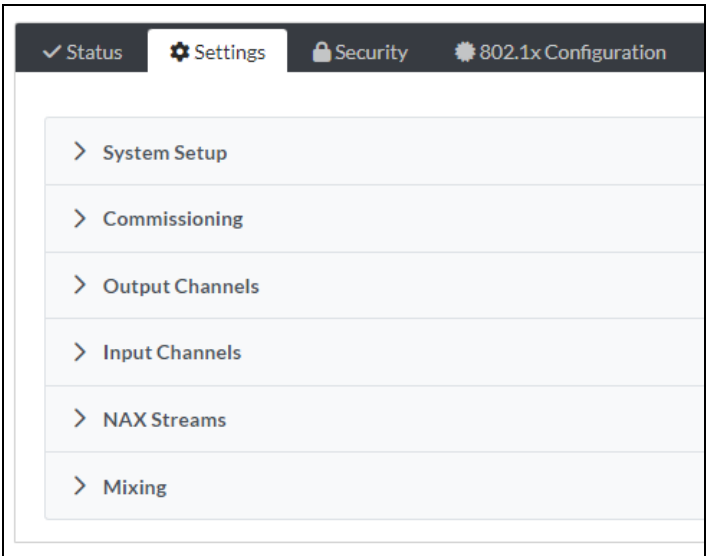 Status Settings Security 802.1x Configuration
System Setup
Commissioning
Output Channels
Input Channels
NAX Streams
Mixing